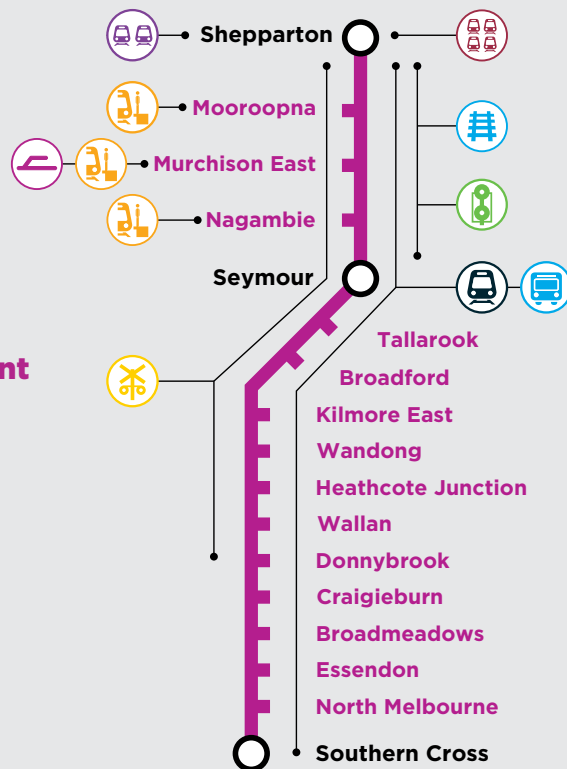 Shepparton
Mooroopna
Murchison East
Nagambie
Seymour
Tallarook
nt
Broadford
Kilmore East
Wandong
Heathcote Junction
Wallan
Donnybrook
Craigieburn
Broadmeadows
Essendon
North Melbourne
Southern Cross